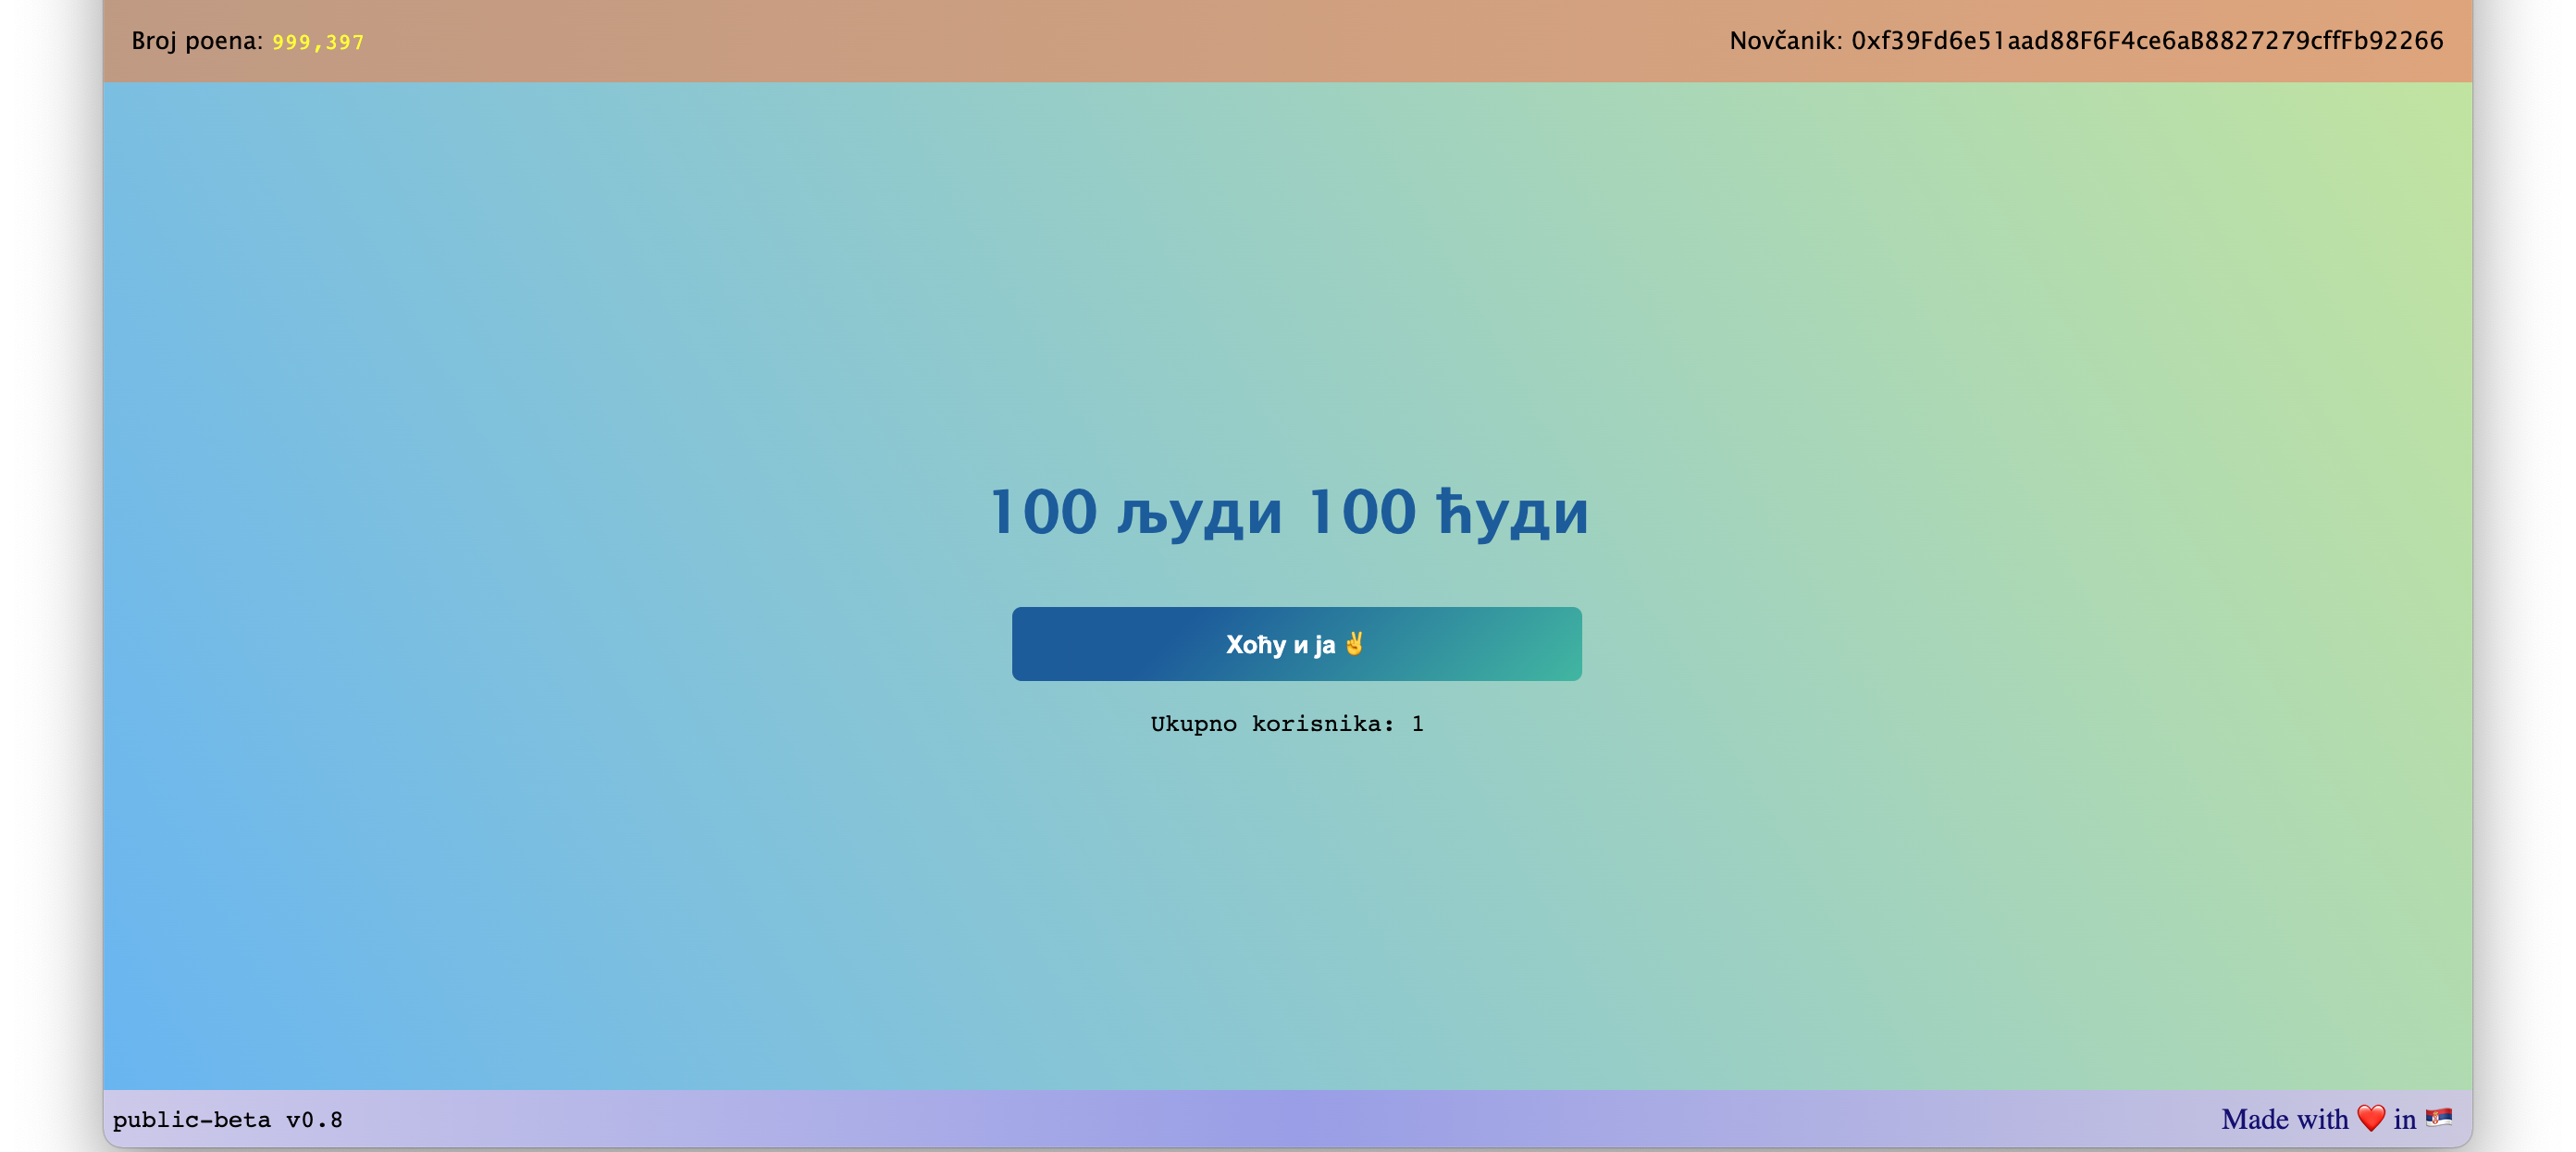 Broj poena: 999,397
Novčanik: 0xf39Fd6e51aad88F6F4ce6aB8827279cffFb92266
100 људи 100 ћуди
Хоћу и ја ✌️
Ukupno korisnika: 1
public-beta v0.8
Made with ❤️ in 🇷🇸